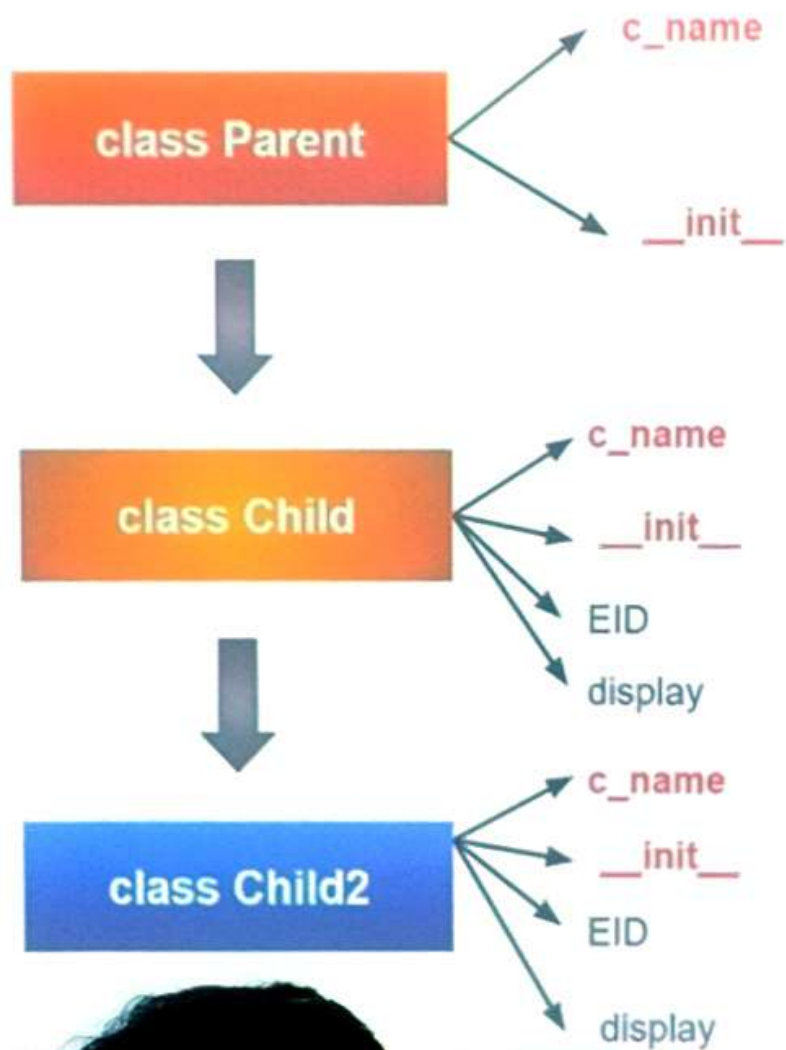 c_name
class Parent
__init__
c_name
class Child
__init__
EID
display
c_name
__init__
class Child2
EID
display